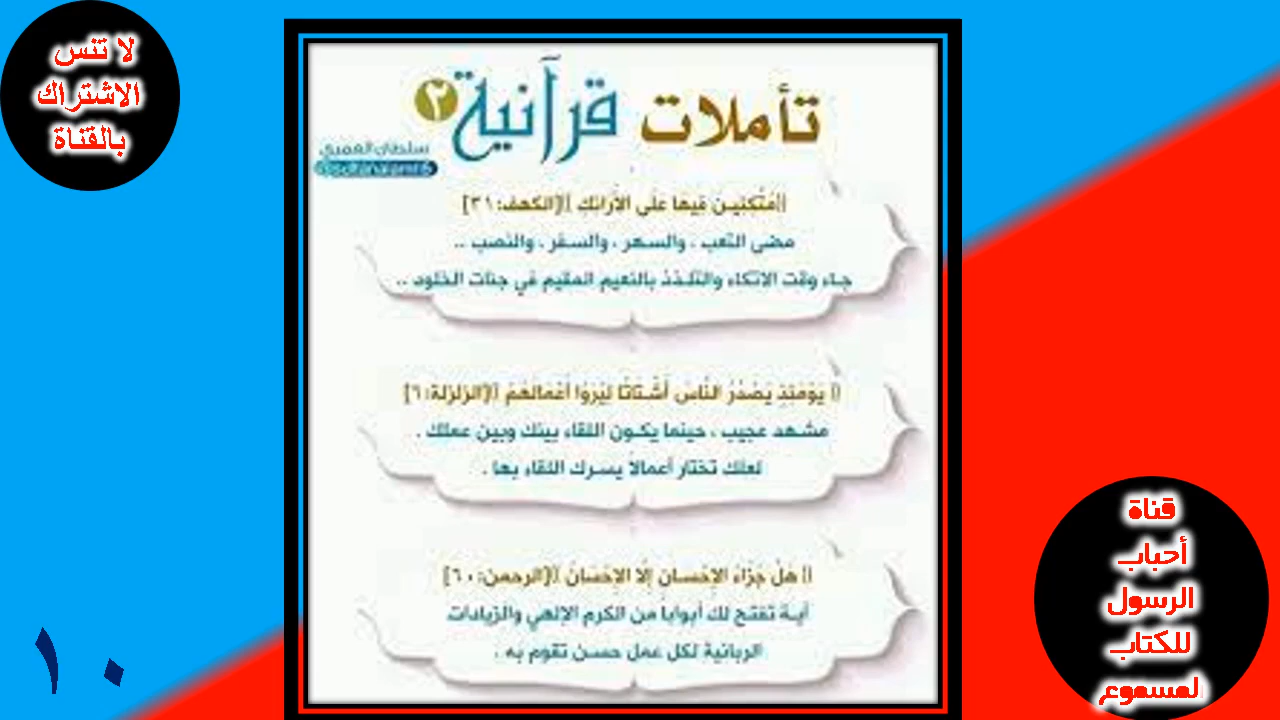 لا تنس
الاشتراك
بالقناة
تأملات قرآنية ٢
سلطان العميري
((مُتَّكِئِينَ فِيهَا عَلَى الأَرَائِكِ)) [الكهف:٣١]
مضى التعب ، والسهر ، والسفر ، والنصب ..
جاء وقت الاتكاء والتلذذ بالنعيم المقيم في جنات الخلود ..
(( يَوْمَئِذٍ يَصْدُرُ النَّاسُ أَشْتَاتًا لِيُرَوْا أَعْمَالَهُمْ )) [الزلزلة:٦]
مشهد عجيب ، حينما يكون اللقاء بينك وبين عملك .
لعلك تختار أعمالا يسرك اللقاء بها .
(( هَلْ جَزَاءُ الإِحْسَانِ إِلَّا الإِحْسَانُ )) [الرحمن:٦٠]
آية تفتح لك أبوابا من الكرم الإلهي والزيادات
الربانية لكل عمل حسن تقوم به .
قناة
أحباب
الرسول
للكتاب
لمسموع
١٠